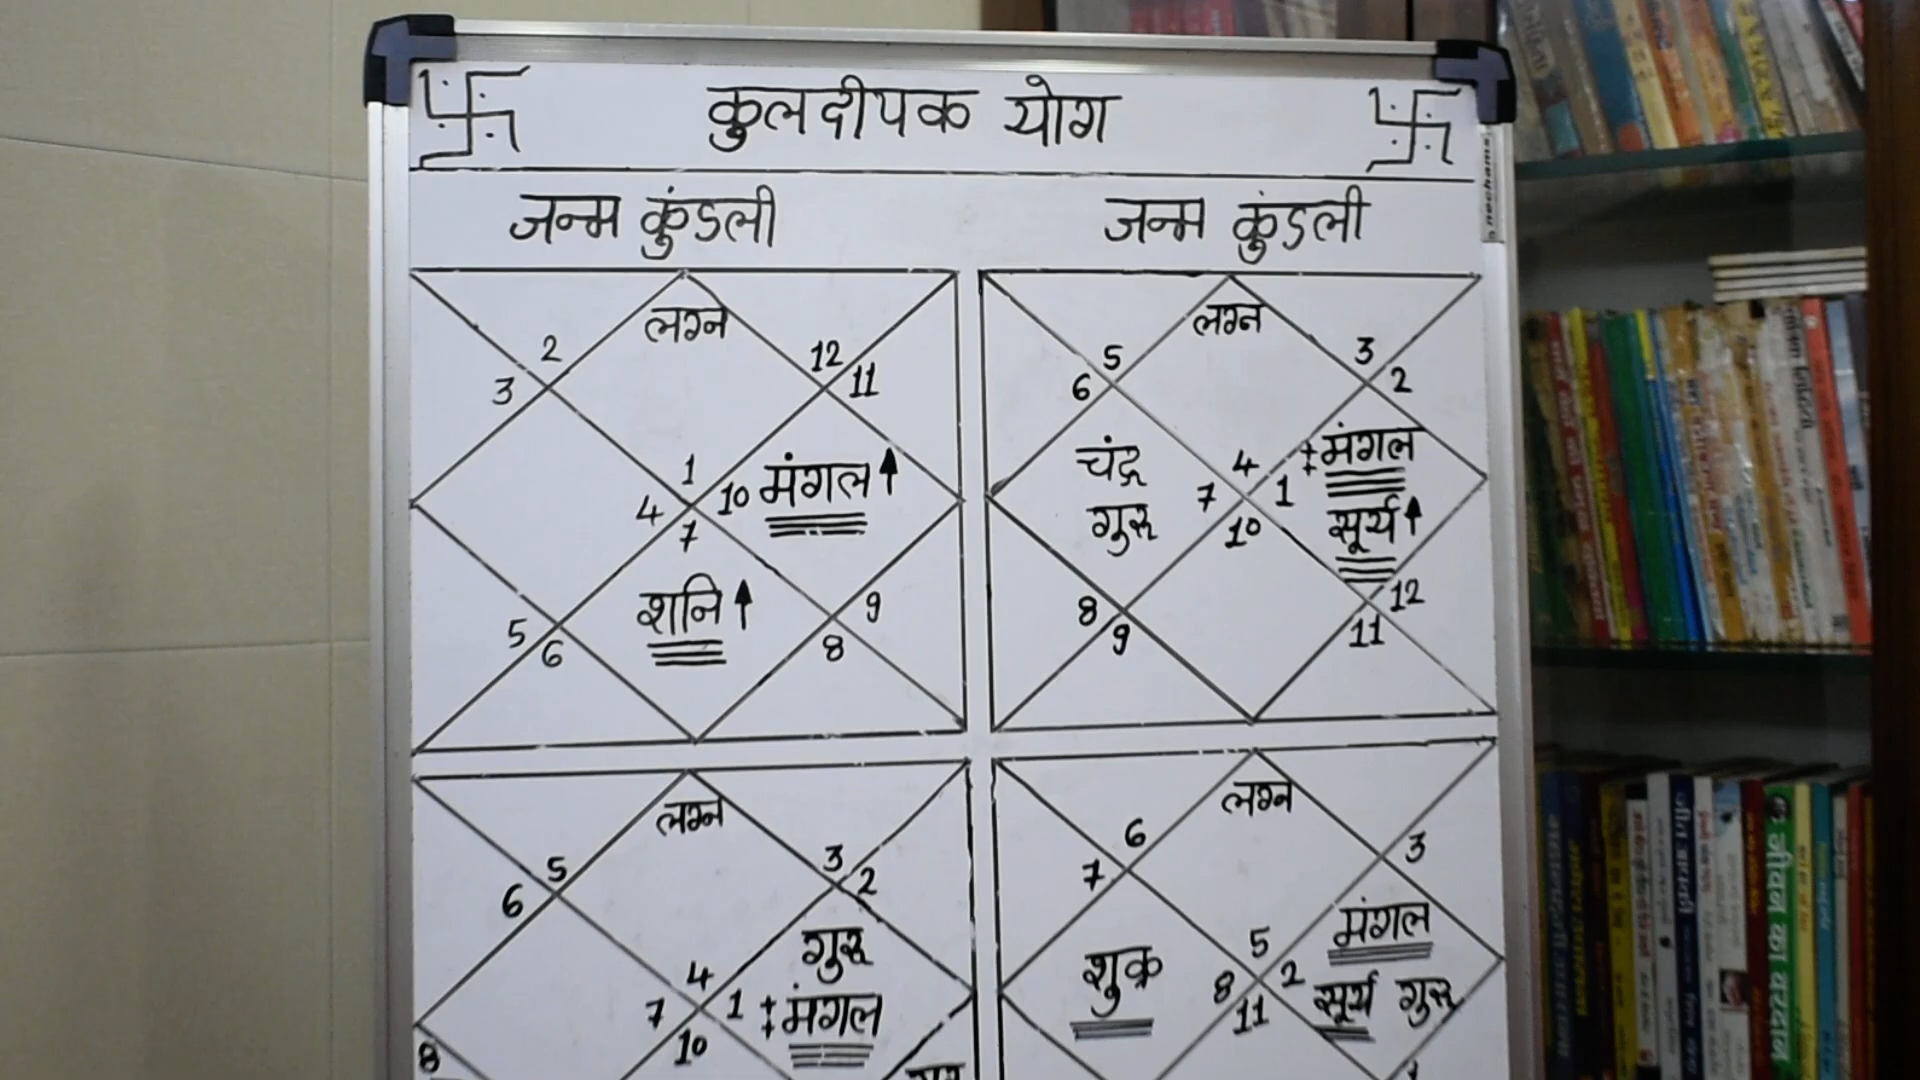 कुलदीपक योग
जन्म कुंडली
जन्म कुंडली
लग्न
2
12
3
11
1
10 मंगल
4
7
शनि
9
5
6
8
लग्न
5
3
6
2
चंद्र
4
मंगल
7
1
गुरु
10
सूर्य
8
12
9
11
लग्न
5
3
6
2
गुरु
4
7
1
मंगल
10
8
लग्न
6
3
7
मंगल
5
शुक्र
8
2
सूर्य गुरु
11
जीवन का वरदान